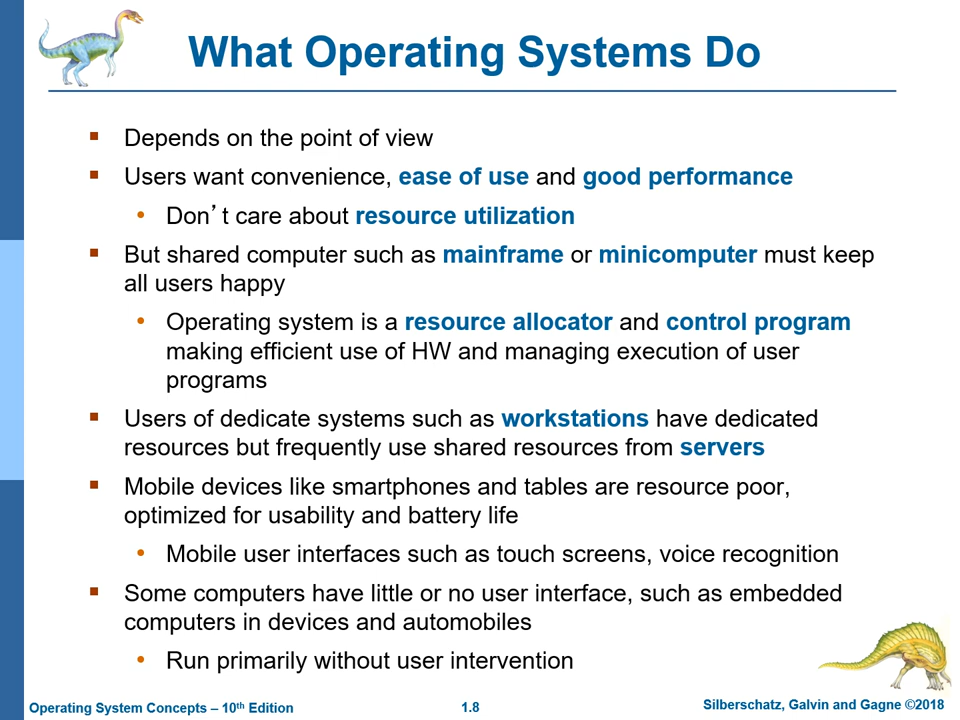 What Operating Systems Do
▪ Depends on the point of view
▪ Users want convenience, ease of use and good performance
• Don’t care about resource utilization
▪ But shared computer such as mainframe or minicomputer must keep
all users happy
• Operating system is a resource allocator and control program
making efficient use of HW and managing execution of user
programs
▪ Users of dedicate systems such as workstations have dedicated
resources but frequently use shared resources from servers
▪ Mobile devices like smartphones and tables are resource poor,
optimized for usability and battery life
• Mobile user interfaces such as touch screens, voice recognition
▪ Some computers have little or no user interface, such as embedded
computers in devices and automobiles
• Run primarily without user intervention
Operating System Concepts – 10th Edition
1.8
Silberschatz, Galvin and Gagne ©2018